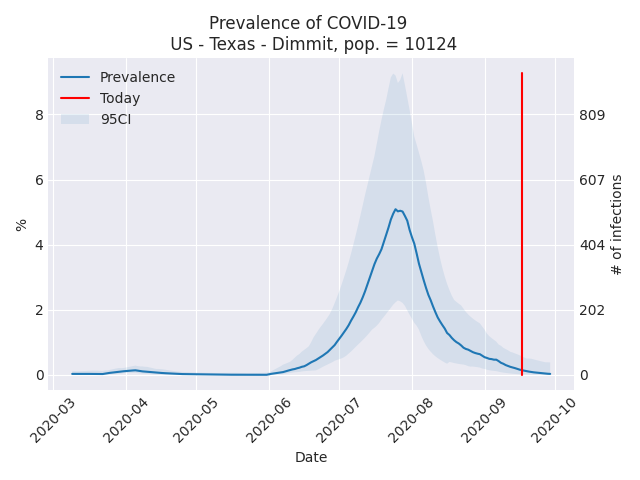 Prevalence of COVID-19
US - Texas - Dimmit, pop. = 10124
Prevalence
Today
95CI
8
6
4
2
0
%
809
607
404
202
0
# of infections
2020-03
2020-04
2020-05
2020-06
2020-07
2020-08
2020-09
2020-10
Date